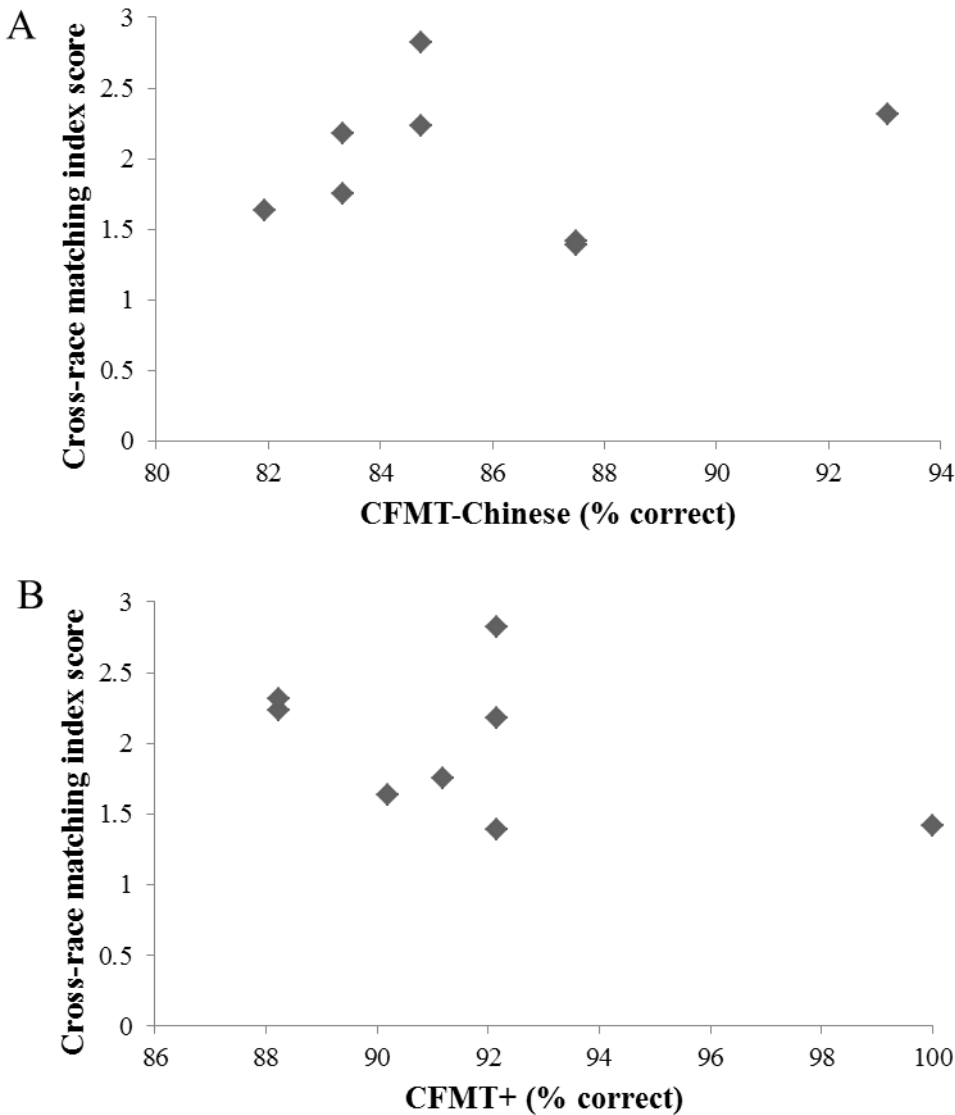 A
Cross-race matching index score
3
2.5
2
1.5
1
0.5
0
80 82 84 86 88 90 92 94
CFMT-Chinese (% correct)
B
Cross-race matching index score
3
2.5
2
1.5
1
0.5
0
86 88 90 92 94 96 98 100
CFMT+ (% correct)